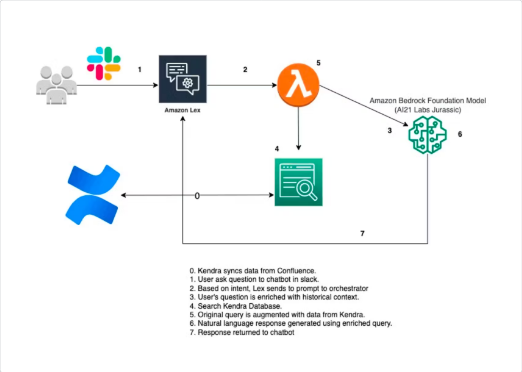 1
2
5
Amazon Lex
Amazon Bedrock Foundation Model
(AI21 Labs Jurassic)
3
6
4
0
7
0. Kendra syncs data from Confluence.
1. User ask question to chatbot in slack.
2. Based on intent, Lex sends to prompt to orchestrator
3. User's question is enriched with historical context.
4. Search Kendra Database.
5. Original query is augmented with data from Kendra.
6. Natural language response generated using enriched query.
7. Response returned to chatbot